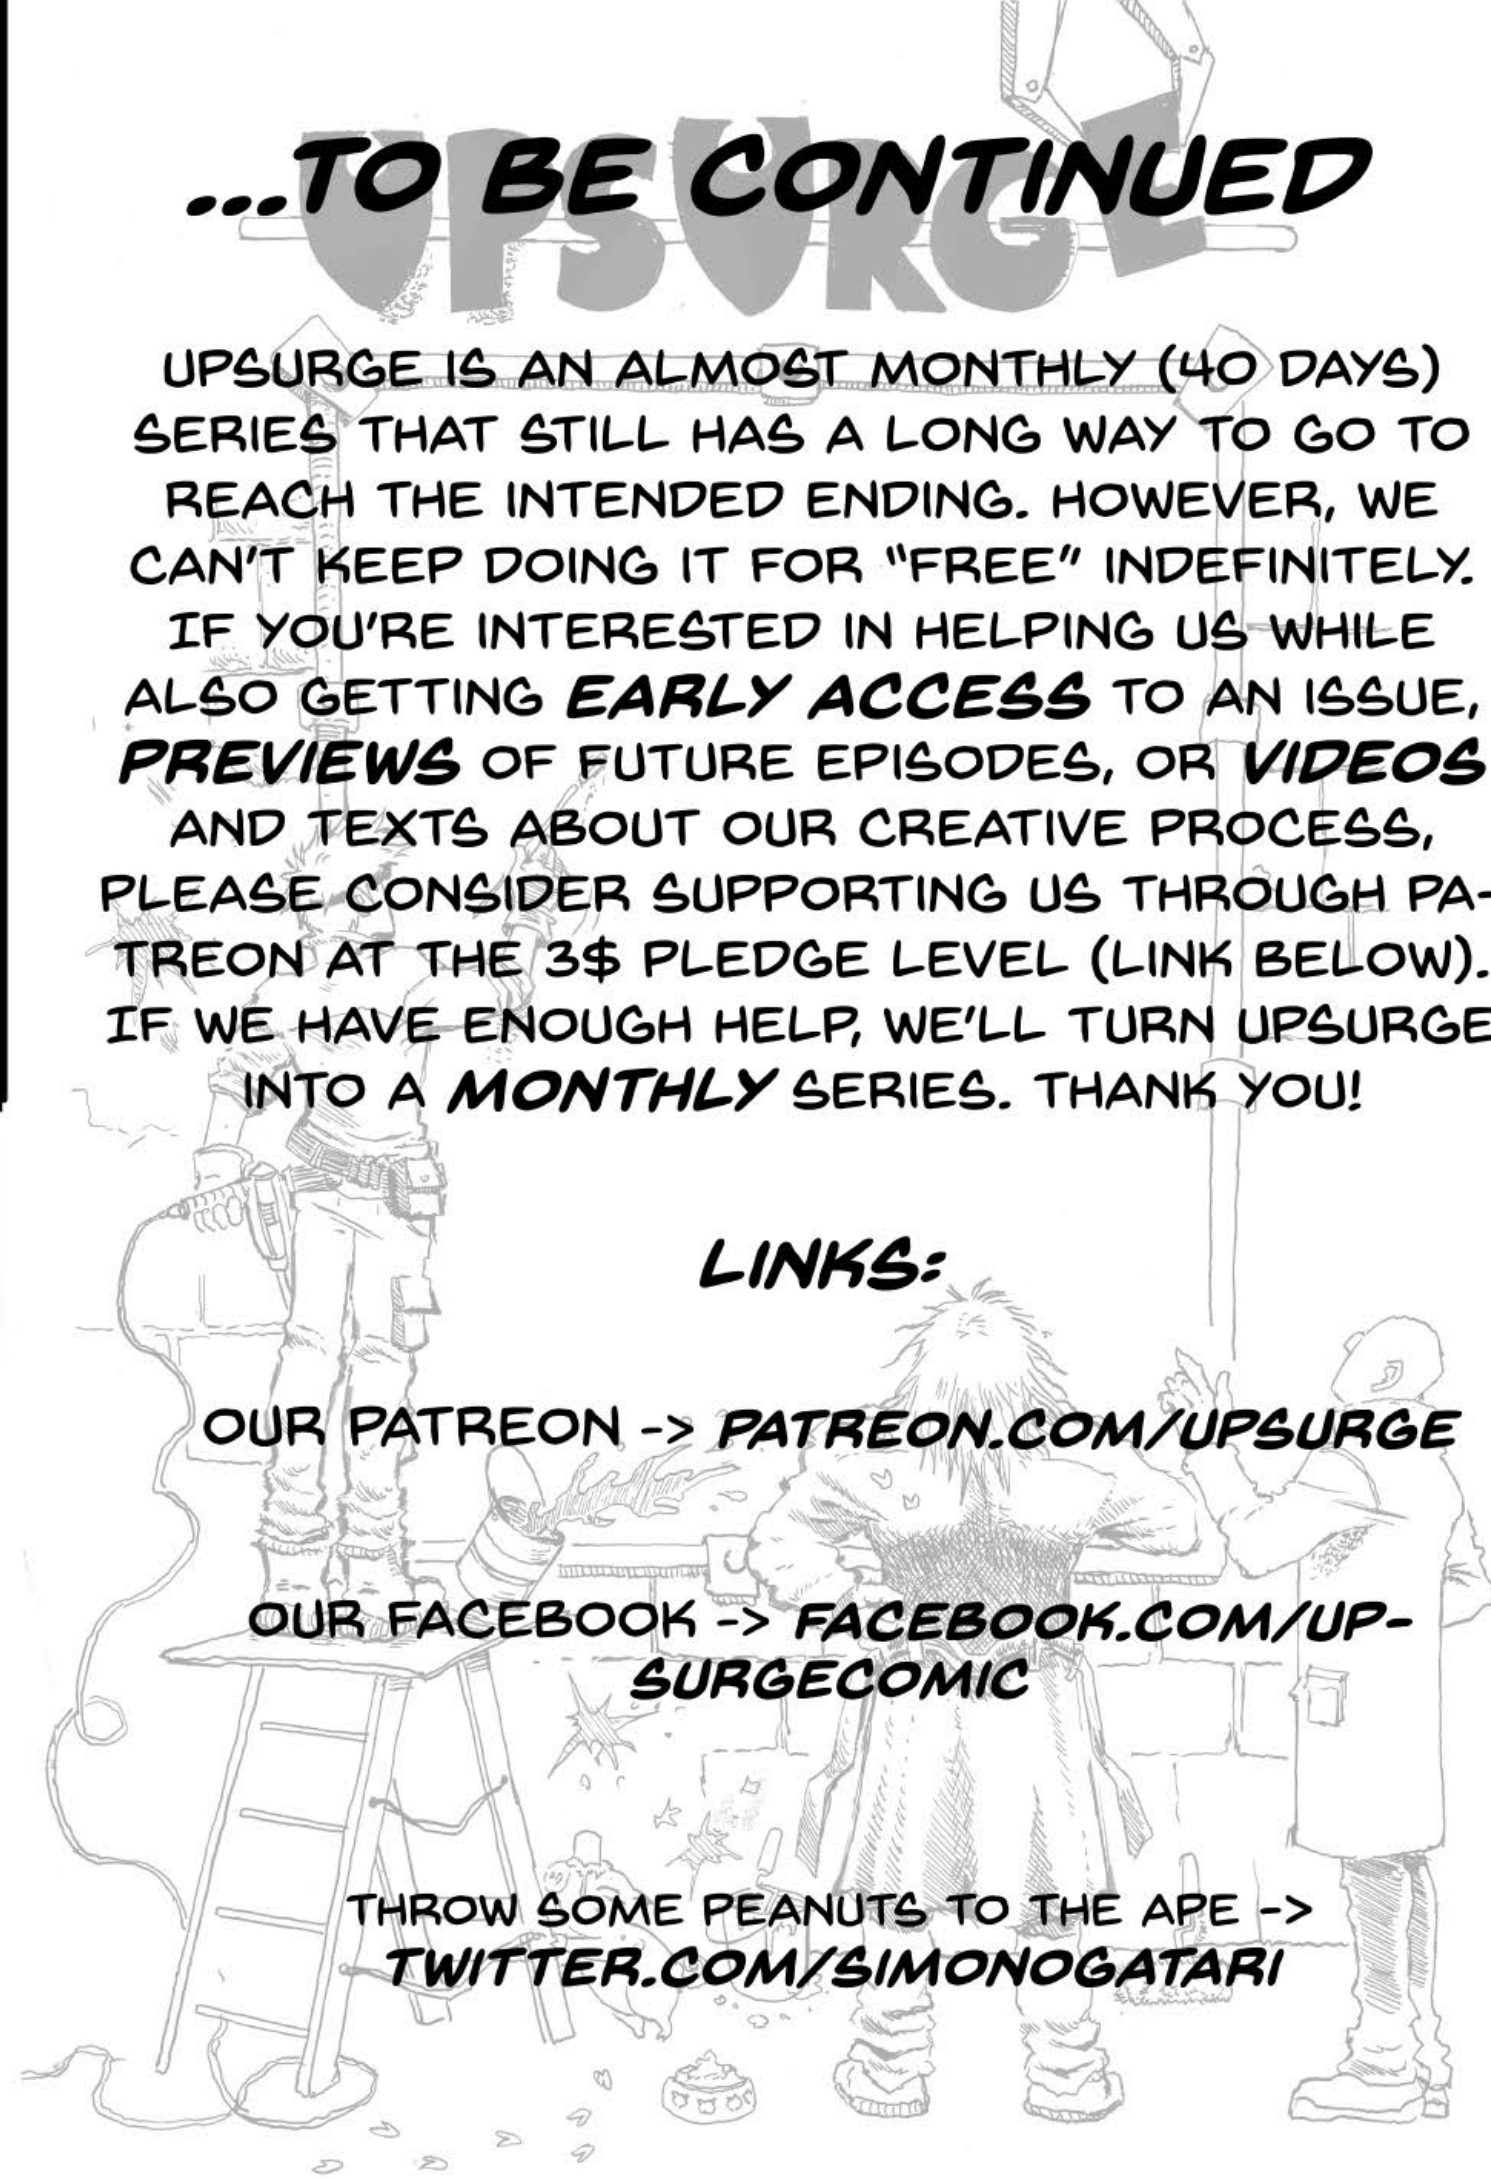 UPSURGE
...TO BE CONTINUED
UPSURGE IS AN ALMOST MONTHLY (40 DAYS)
SERIES THAT STILL HAS A LONG WAY TO GO TO
REACH THE INTENDED ENDING. HOWEVER, WE
CAN'T KEEP DOING IT FOR "FREE" INDEFINITELY.
IF YOU'RE INTERESTED IN HELPING US WHILE
ALSO GETTING EARLY ACCESS TO AN ISSUE,
PREVIEWS OF FUTURE EPISODES, OR VIDEOS
AND TEXTS ABOUT OUR CREATIVE PROCESS,
PLEASE CONSIDER SUPPORTING US THROUGH PA-
TREON AT THE 3$ PLEDGE LEVEL (LINK BELOW).
IF WE HAVE ENOUGH HELP, WE'LL TURN UPSURGE
INTO A MONTHLY SERIES. THANK YOU!
LINKS:
OUR PATREON -> PATREON.COM/UPSURGE
OUR FACEBOOK -> FACEBOOK.COM/UP-
SURGECOMIC
THROW SOME PEANUTS TO THE APE ->
TWITTER.COM/SIMONOGATARI